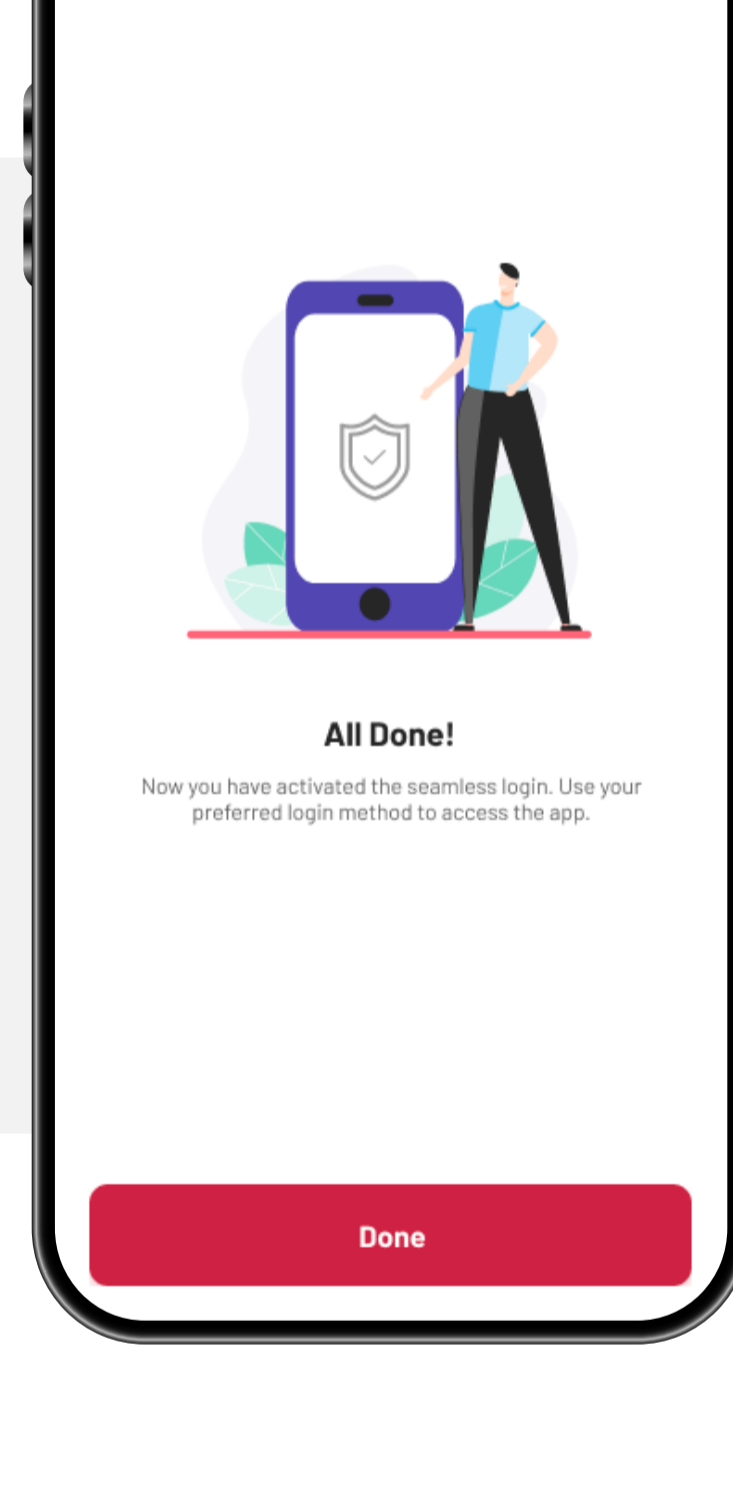 All Done!
Now you have activated the seamless login. Use your
preferred login method to access the app.
Done